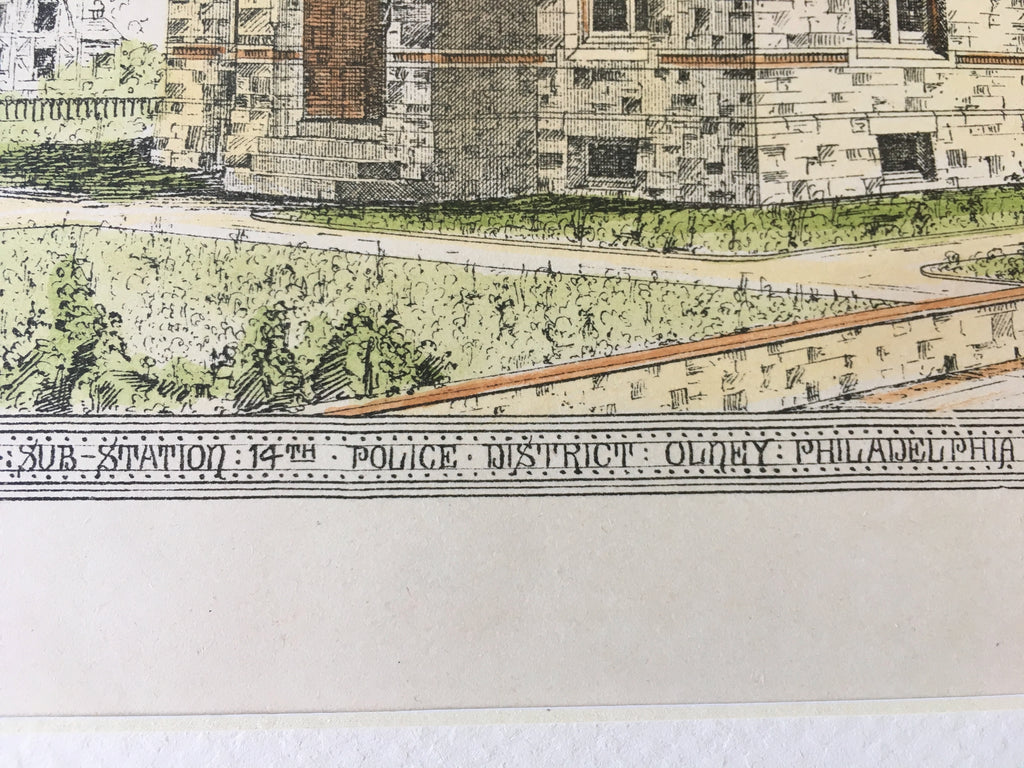 :SUB-STATION : 14TH · POLICE · DISTRICT : OLNEY : PHILADELPHIA